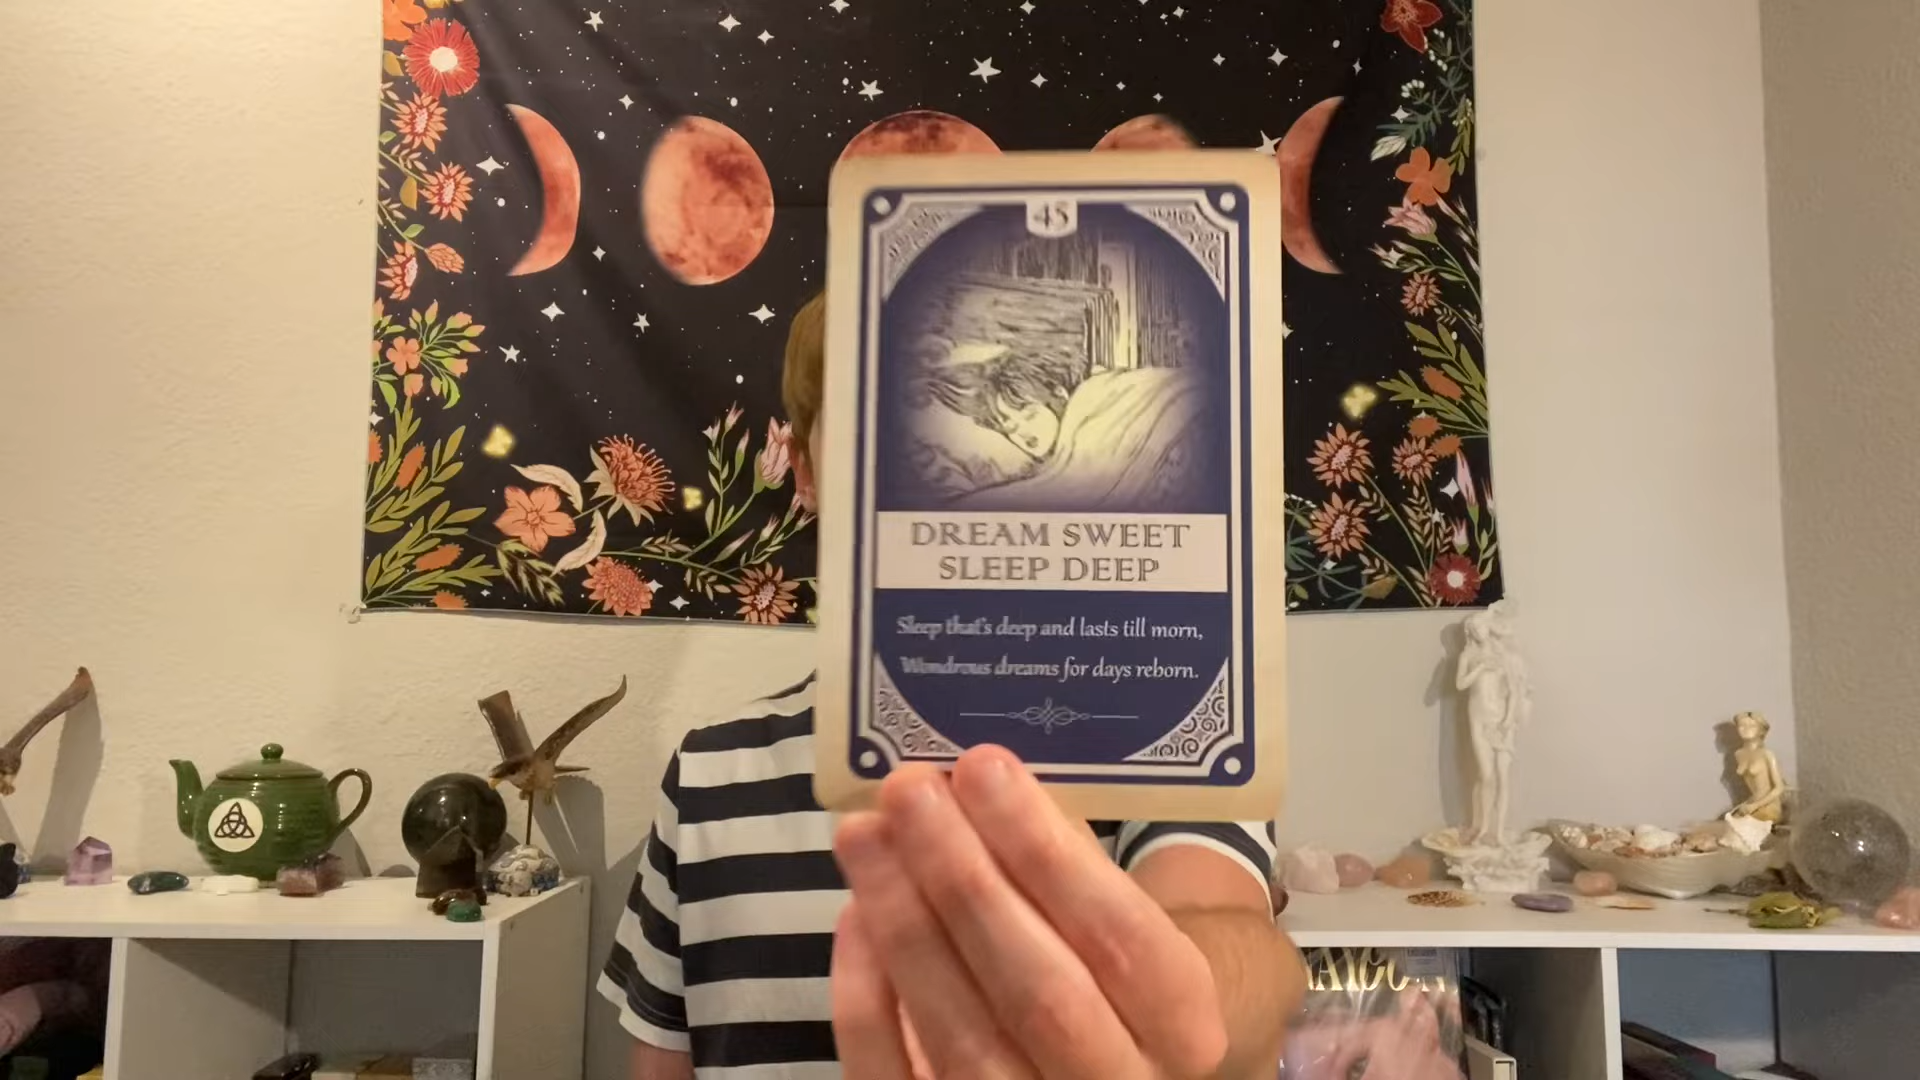 45
DREAM SWEET
SLEEP DEEP
Sleep that's deep and lasts till morn,
Wondrous dreams for days reborn.